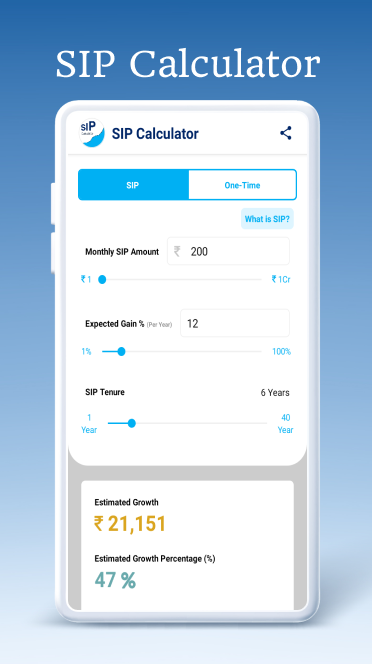 SIP Calculator
SIP
SIP Calculator
SIP
One-Time
What is SIP?
Monthly SIP Amount
₹ 200
₹ 1
₹ 1Cr
Expected Gain % (Per Year)
12
1%
100%
SIP Tenure
6 Years
1
Year
40
Year
Estimated Growth
₹ 21,151
Estimated Growth Percentage (%)
47 %